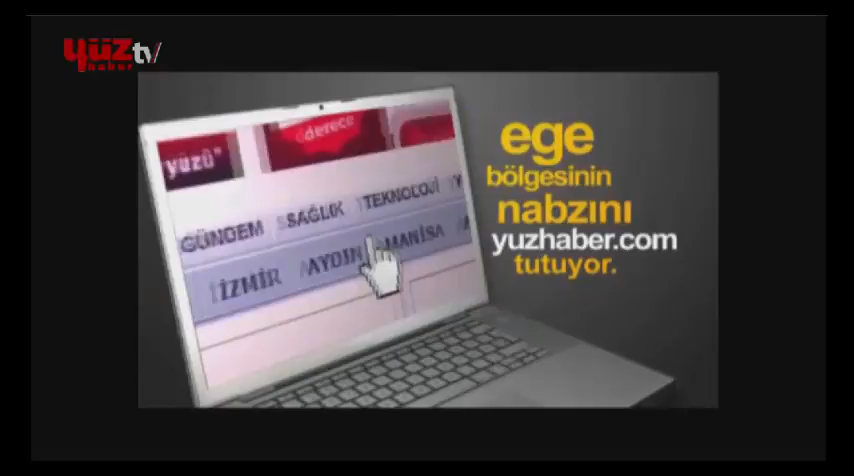 YÜZ tv
haber
ege
bölgesinin
nabzını
yuzhaber.com
tutuyor.
derece
yüzü"
GÜNDEM SAĞLIK TEKNOLOJİ
İZMİR AYDIN MANİSA